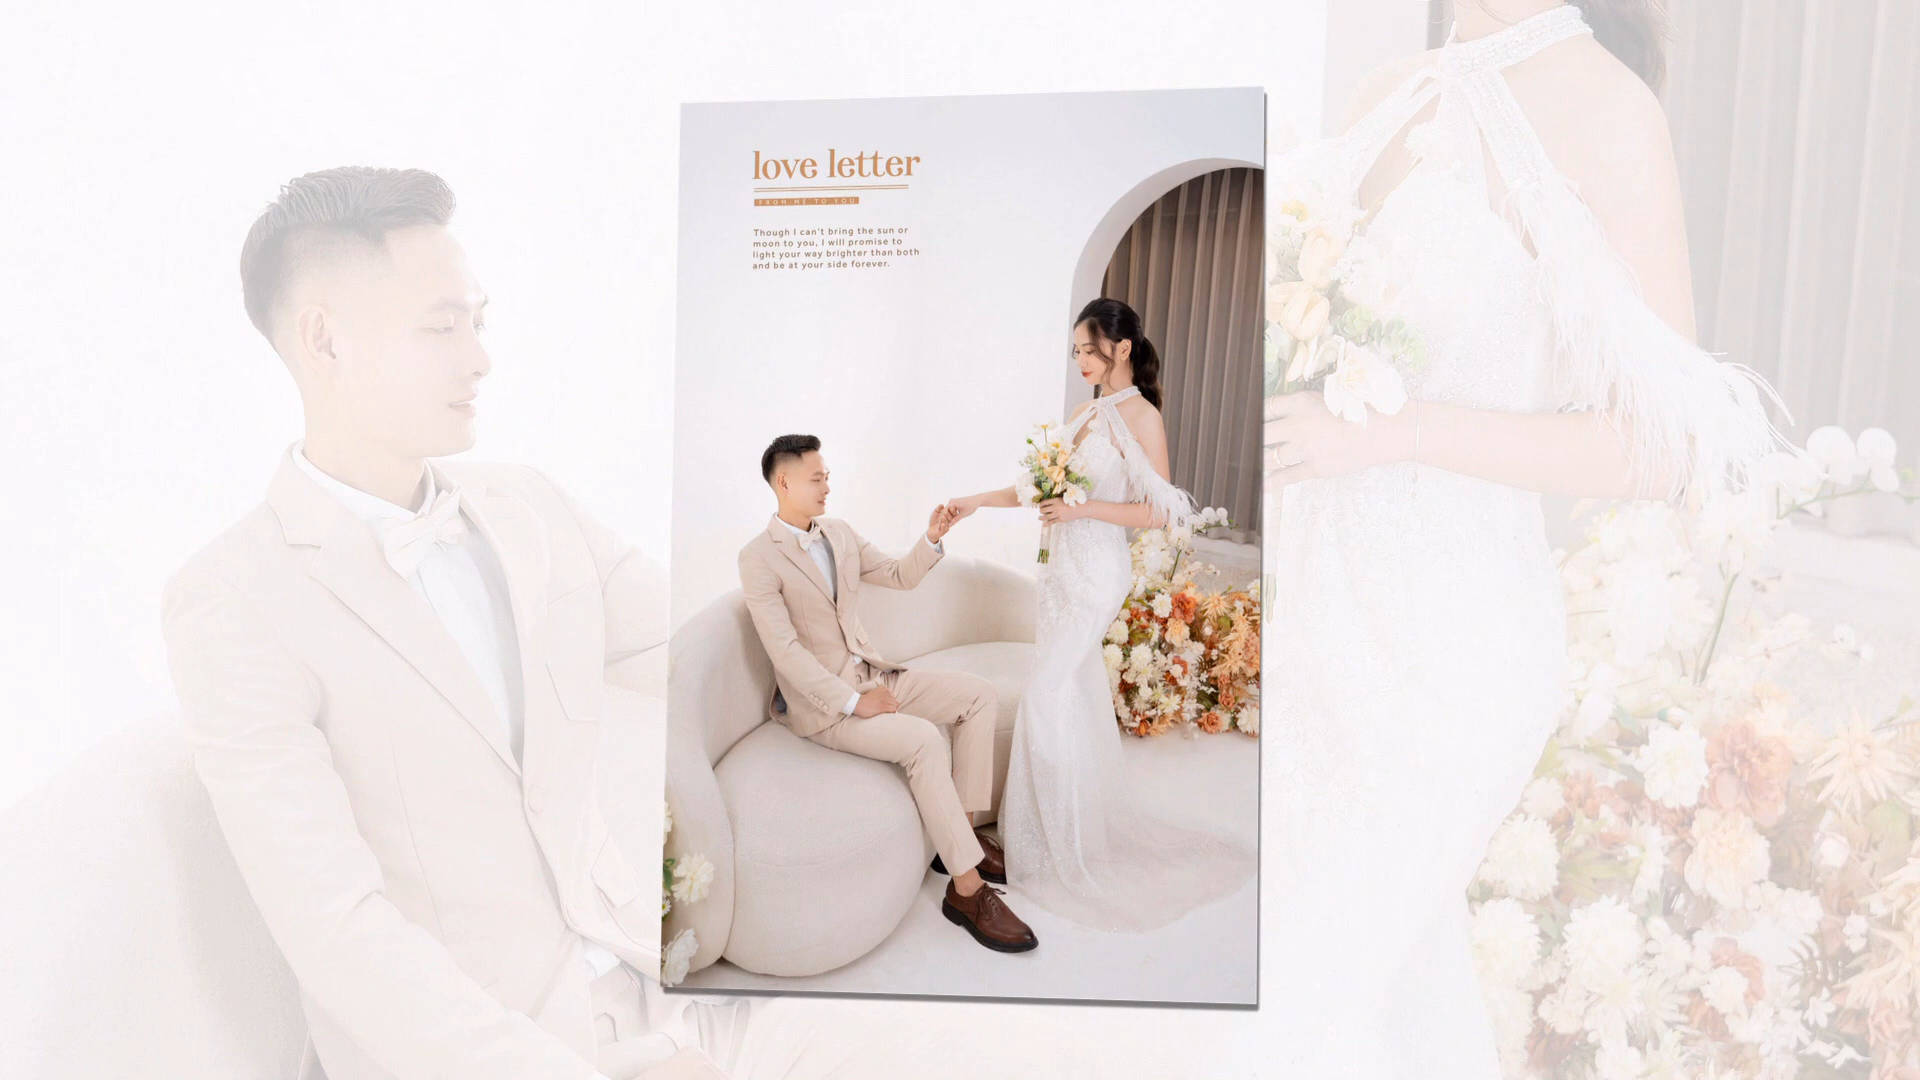 love letter
FROM ME TO YOU
Though I can't bring the sun or
moon to you, I will promise to
light your way brighter than both
and be at your side forever.